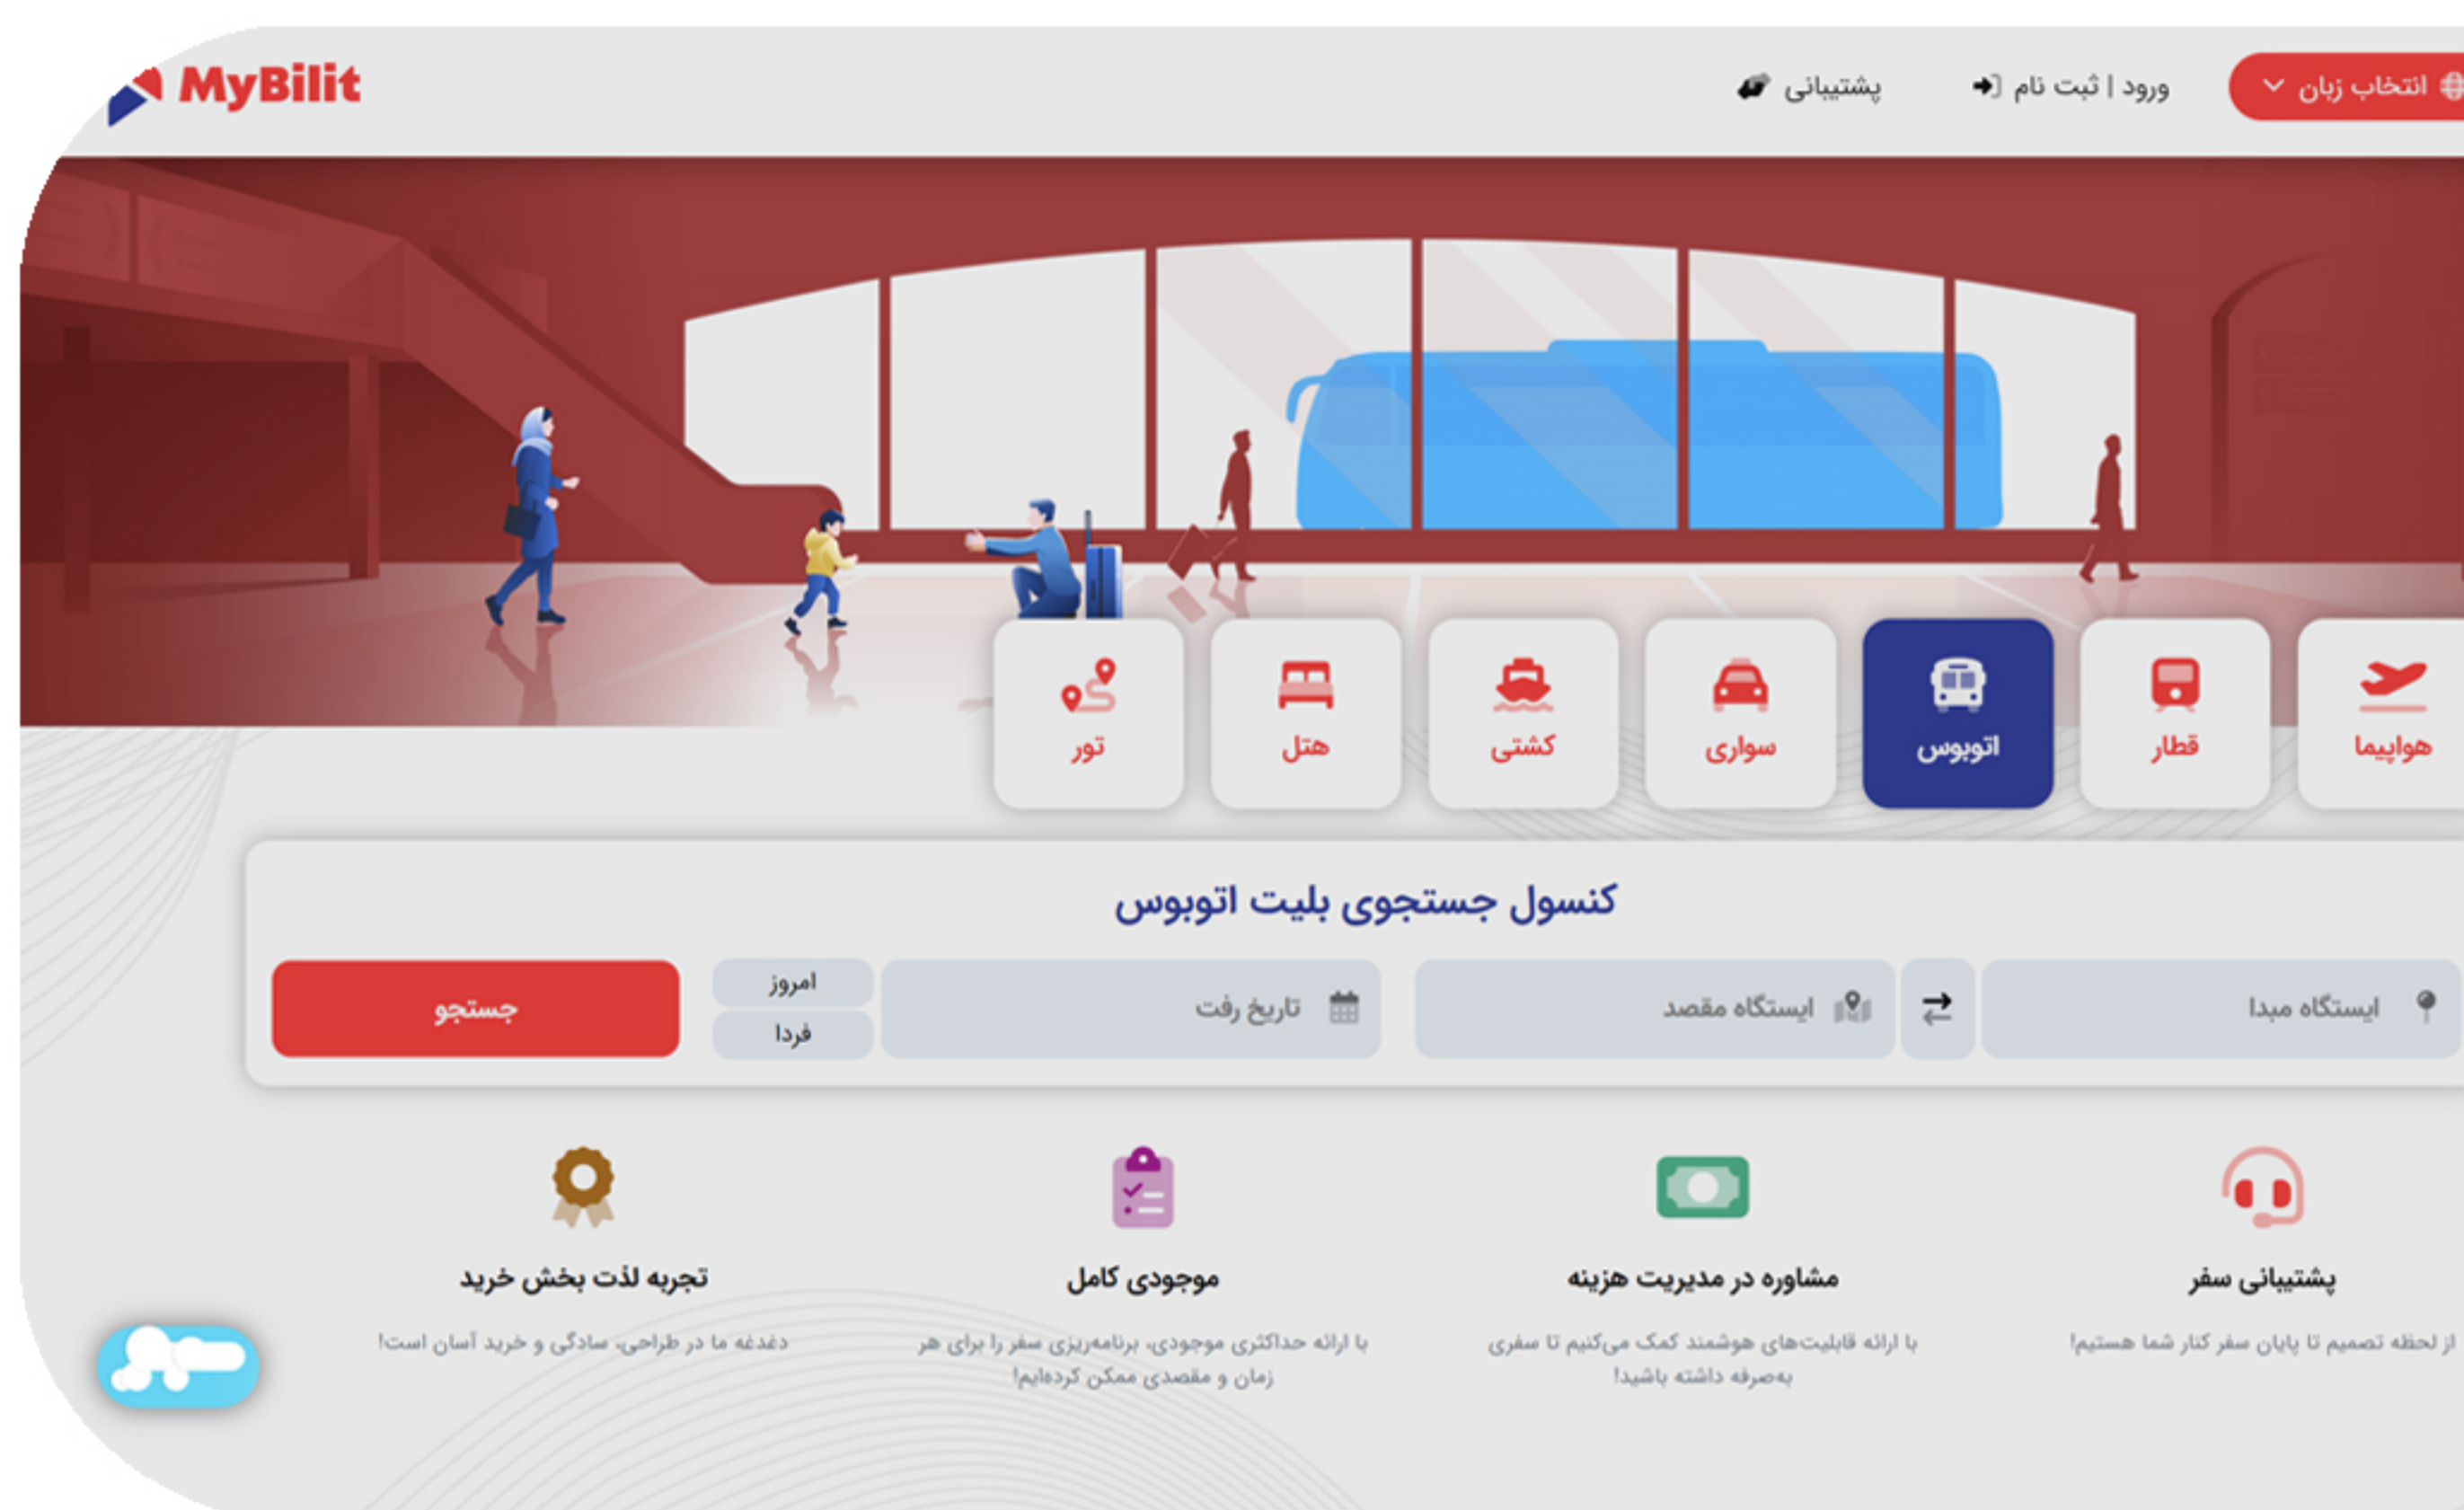 انتخاب زبان
ورود | ثبت نام
پشتیبانی
MyBilit
هواپیما
قطار
اتوبوس
سواری
کشتی
هتل
تور
کنسول جستجوی بلیت اتوبوس
ایستگاه مبدا
ایستگاه مقصد
تاریخ رفت
امروز
فردا
جستجو
پشتیبانی سفر
از لحظه تصمیم تا پایان سفر کنار شما هستیم!
مشاوره در مدیریت هزینه
با ارائه قابلیت‌های هوشمند کمک می‌کنیم تا سفری
به‌صرفه داشته باشید!
موجودی کامل
با ارائه حداکثری موجودی، برنامه‌ریزی سفر را برای هر
زمان و مقصدی ممکن کرده‌ایم!
تجربه لذت بخش خرید
دغدغه ما در طراحی، سادگی و خرید آسان است!